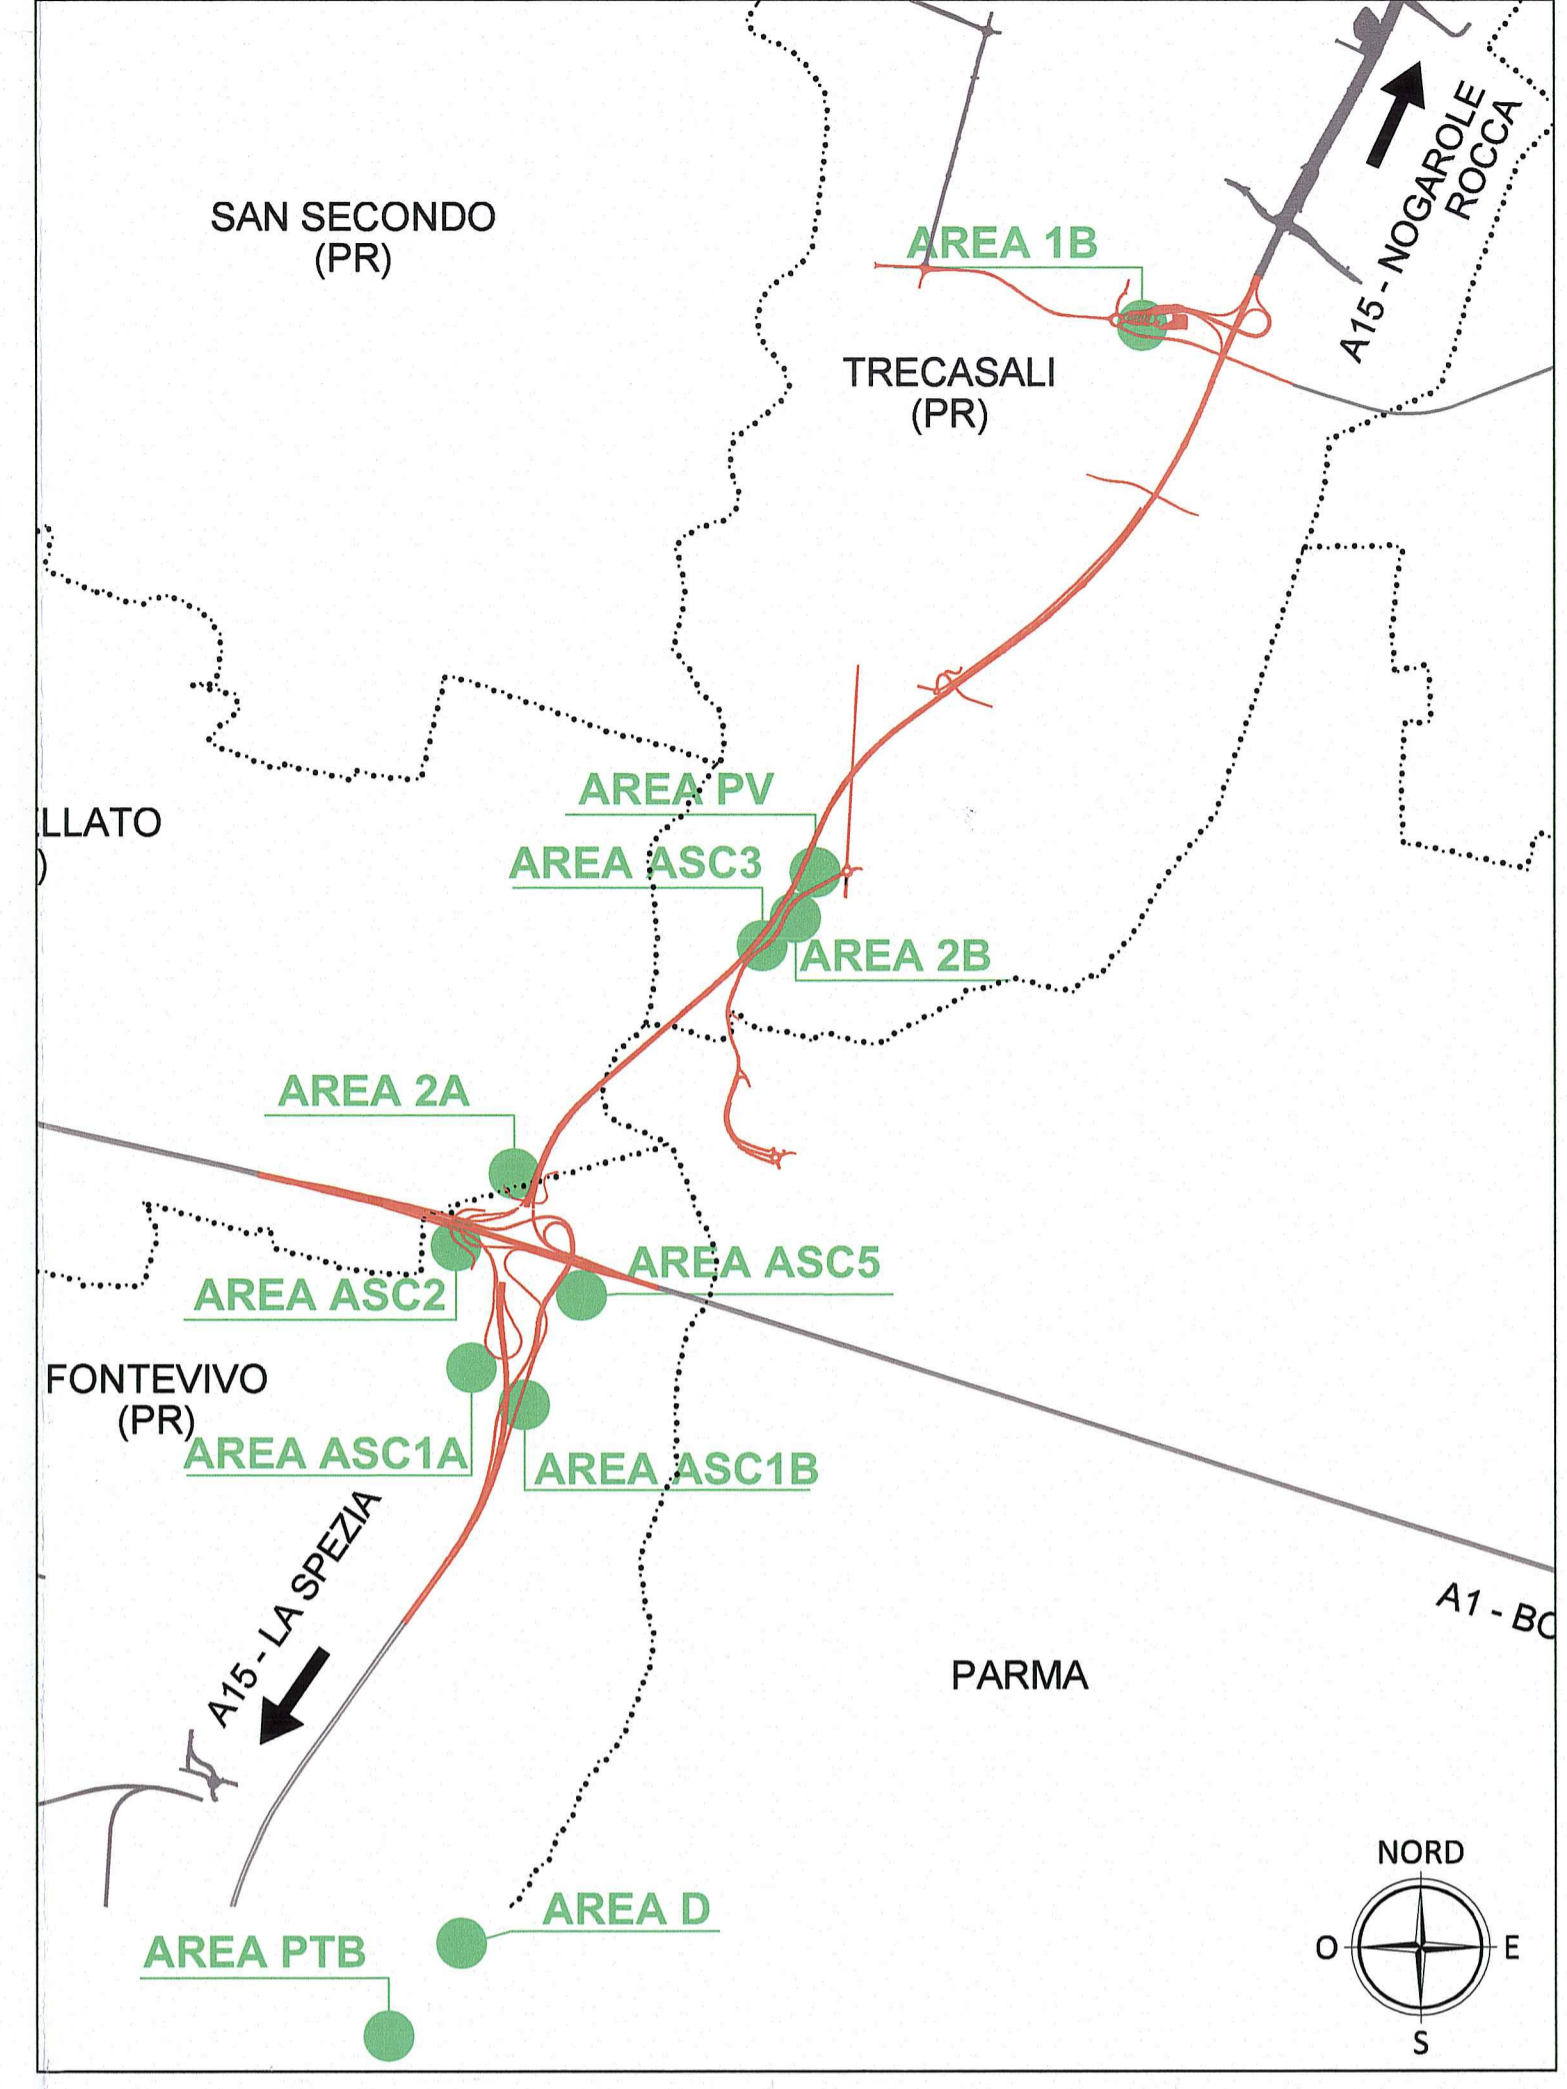 A15 - NOGAROLE
ROCCA
SAN SECONDO
(PR)
AREA 1B
TRECASALI
(PR)
AREA PV
LLATO
)
AREA ASC3
AREA 2B
AREA 2A
AREA ASC5
AREA ASC2
FONTEVIVO
(PR)
AREA ASC1A
AREA ASC1B
A15 - LA SPEZIA
A1 - BO
PARMA
NORD
O
E
S
AREA D
AREA PTB